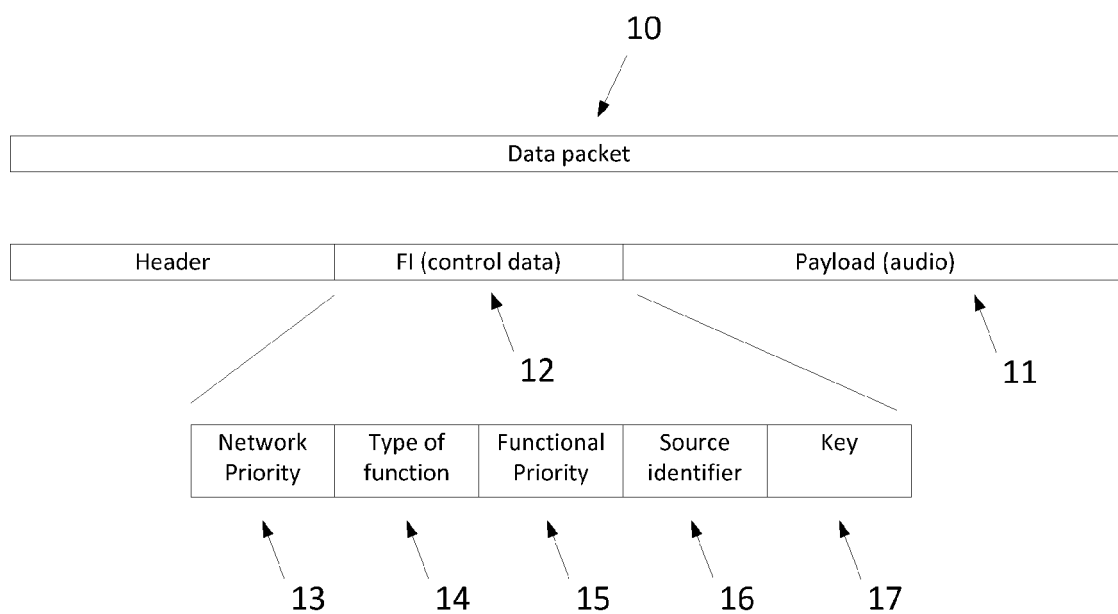 10
Data packet
Header
FI (control data)
Payload (audio)
12
11
Network
Priority
Type of
function
Functional
Priority
Source
identifier
Key
13
14
15
16
17